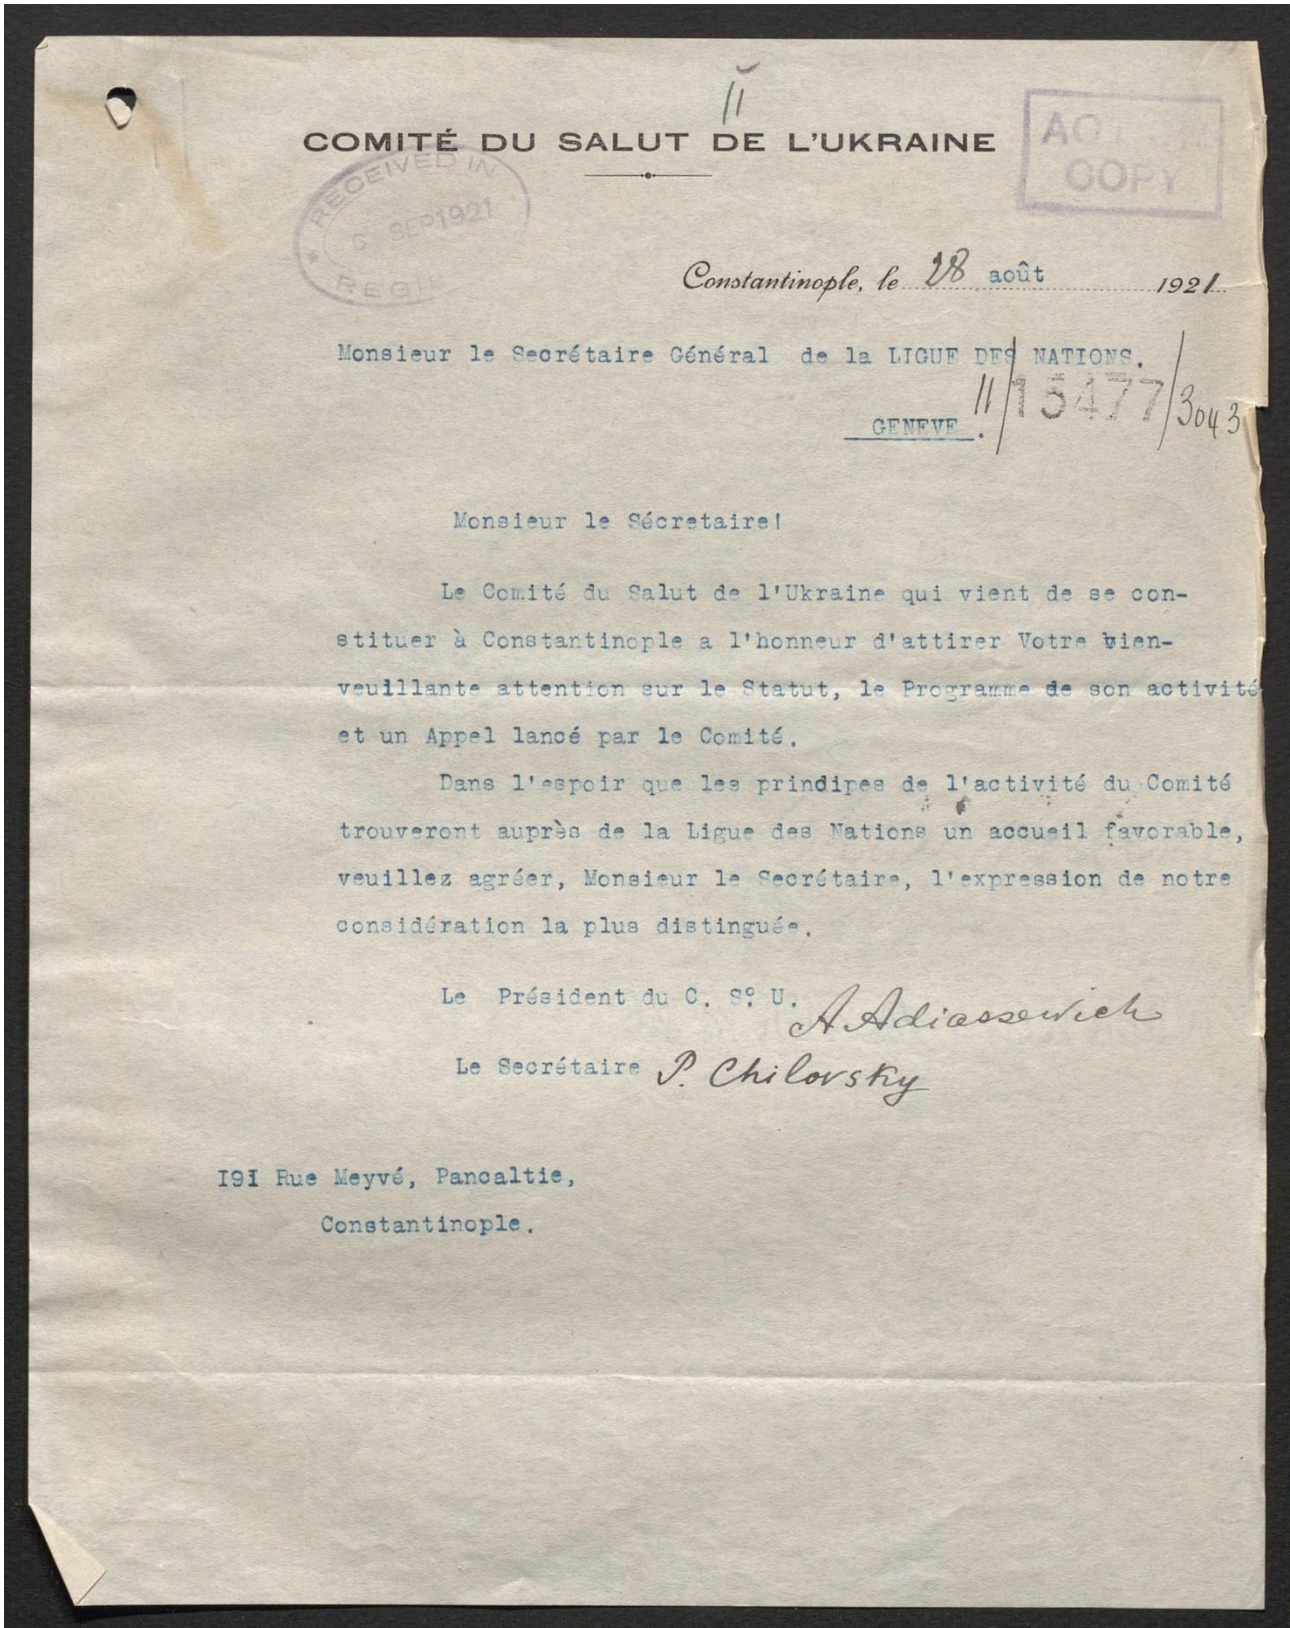 11
COMITÉ DU SALUT DE L'UKRAINE
RECEIVED IN
SEP 1921
COPY
Constantinople, le 28 août 1921
Monsieur le Secrétaire Général de la LIGUE DES NATIONS.
11/13477/3043
GENEVE.
Monsieur le Sécretaire!
Le Comité du Salut de l'Ukraine qui vient de se con-
stituer à Constantinople a l'honneur d'attirer Votre bien-
veuillante attention sur le Statut, le Programme de son activité
et un Appel lancé par le Comité.
Dans l'espoir que les prindipes de l'activité du Comité
trouveront auprès de la Ligue des Nations un accueil favorable,
veuillez agréer, Monsieur le Secrétaire, l'expression de notre
considération la plus distinguée.
Le Président du C. S. U. A Adiassewich
Le Secrétaire P. Chilovsky
191 Rue Meyvé, Pancaltie,
Constantinople.